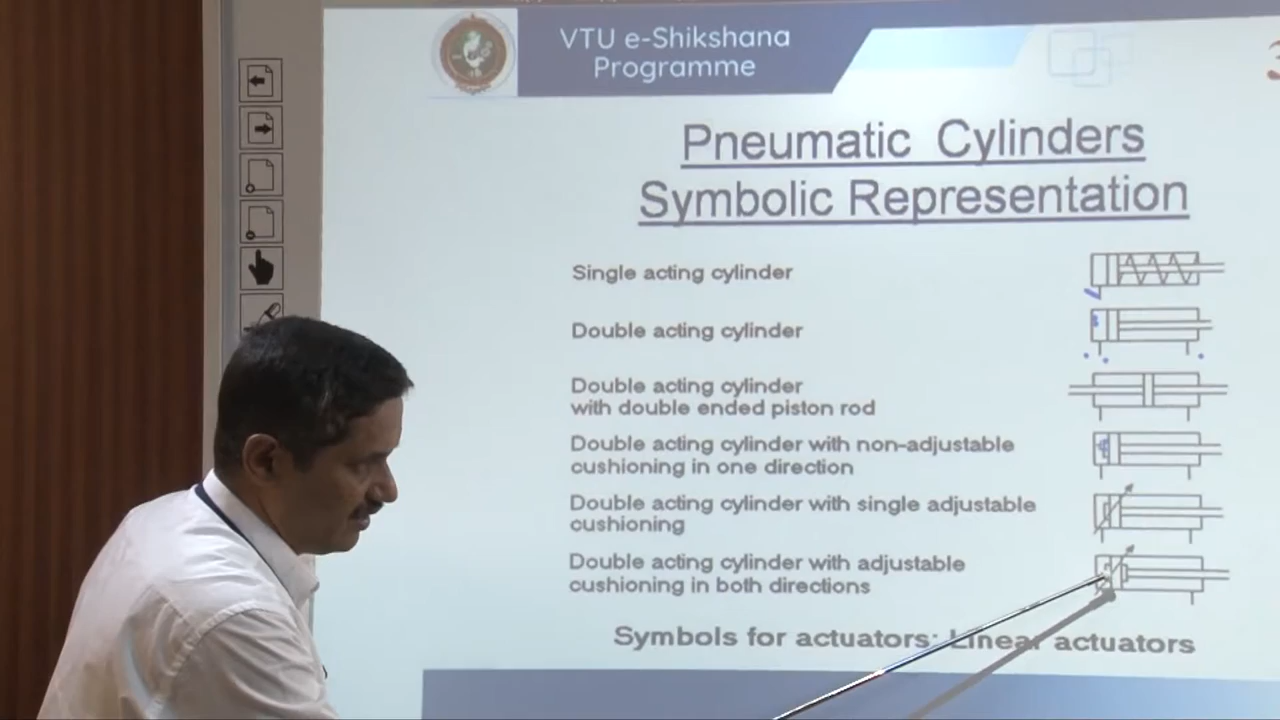 VTU e-Shikshana
Programme
3
Pneumatic Cylinders
Symbolic Representation
Single acting cylinder
Double acting cylinder
Double acting cylinder
with double ended piston rod
Double acting cylinder with non-adjustable
cushioning in one direction
Double acting cylinder with single adjustable
cushioning
Double acting cylinder with adjustable
cushioning in both directions
Symbols for actuators: Linear actuators